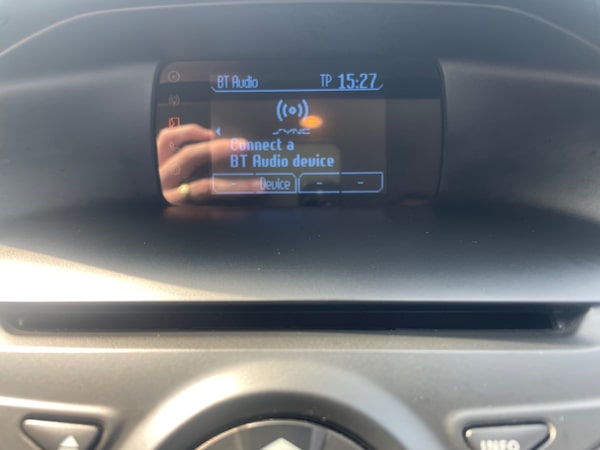 BT Audio TP 15:27
SYNC
Connect a
BT Audio device
Device
INFO